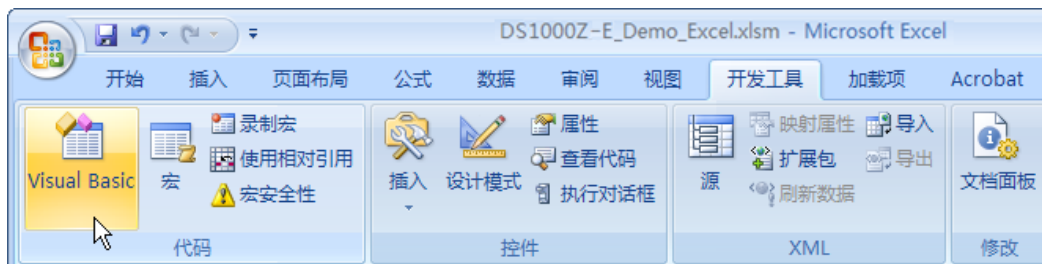 DS1000Z-E_Demo_Excel.xlsm - Microsoft Excel
开始 插入 页面布局 公式 数据 审阅 视图 开发工具 加载项 Acrobat
Visual Basic
宏
录制宏
使用相对引用
宏安全性
代码
插入
设计模式
属性
查看代码
执行对话框
控件
源
映射属性
扩展包
刷新数据
导入
导出
XML
文档面板
修改